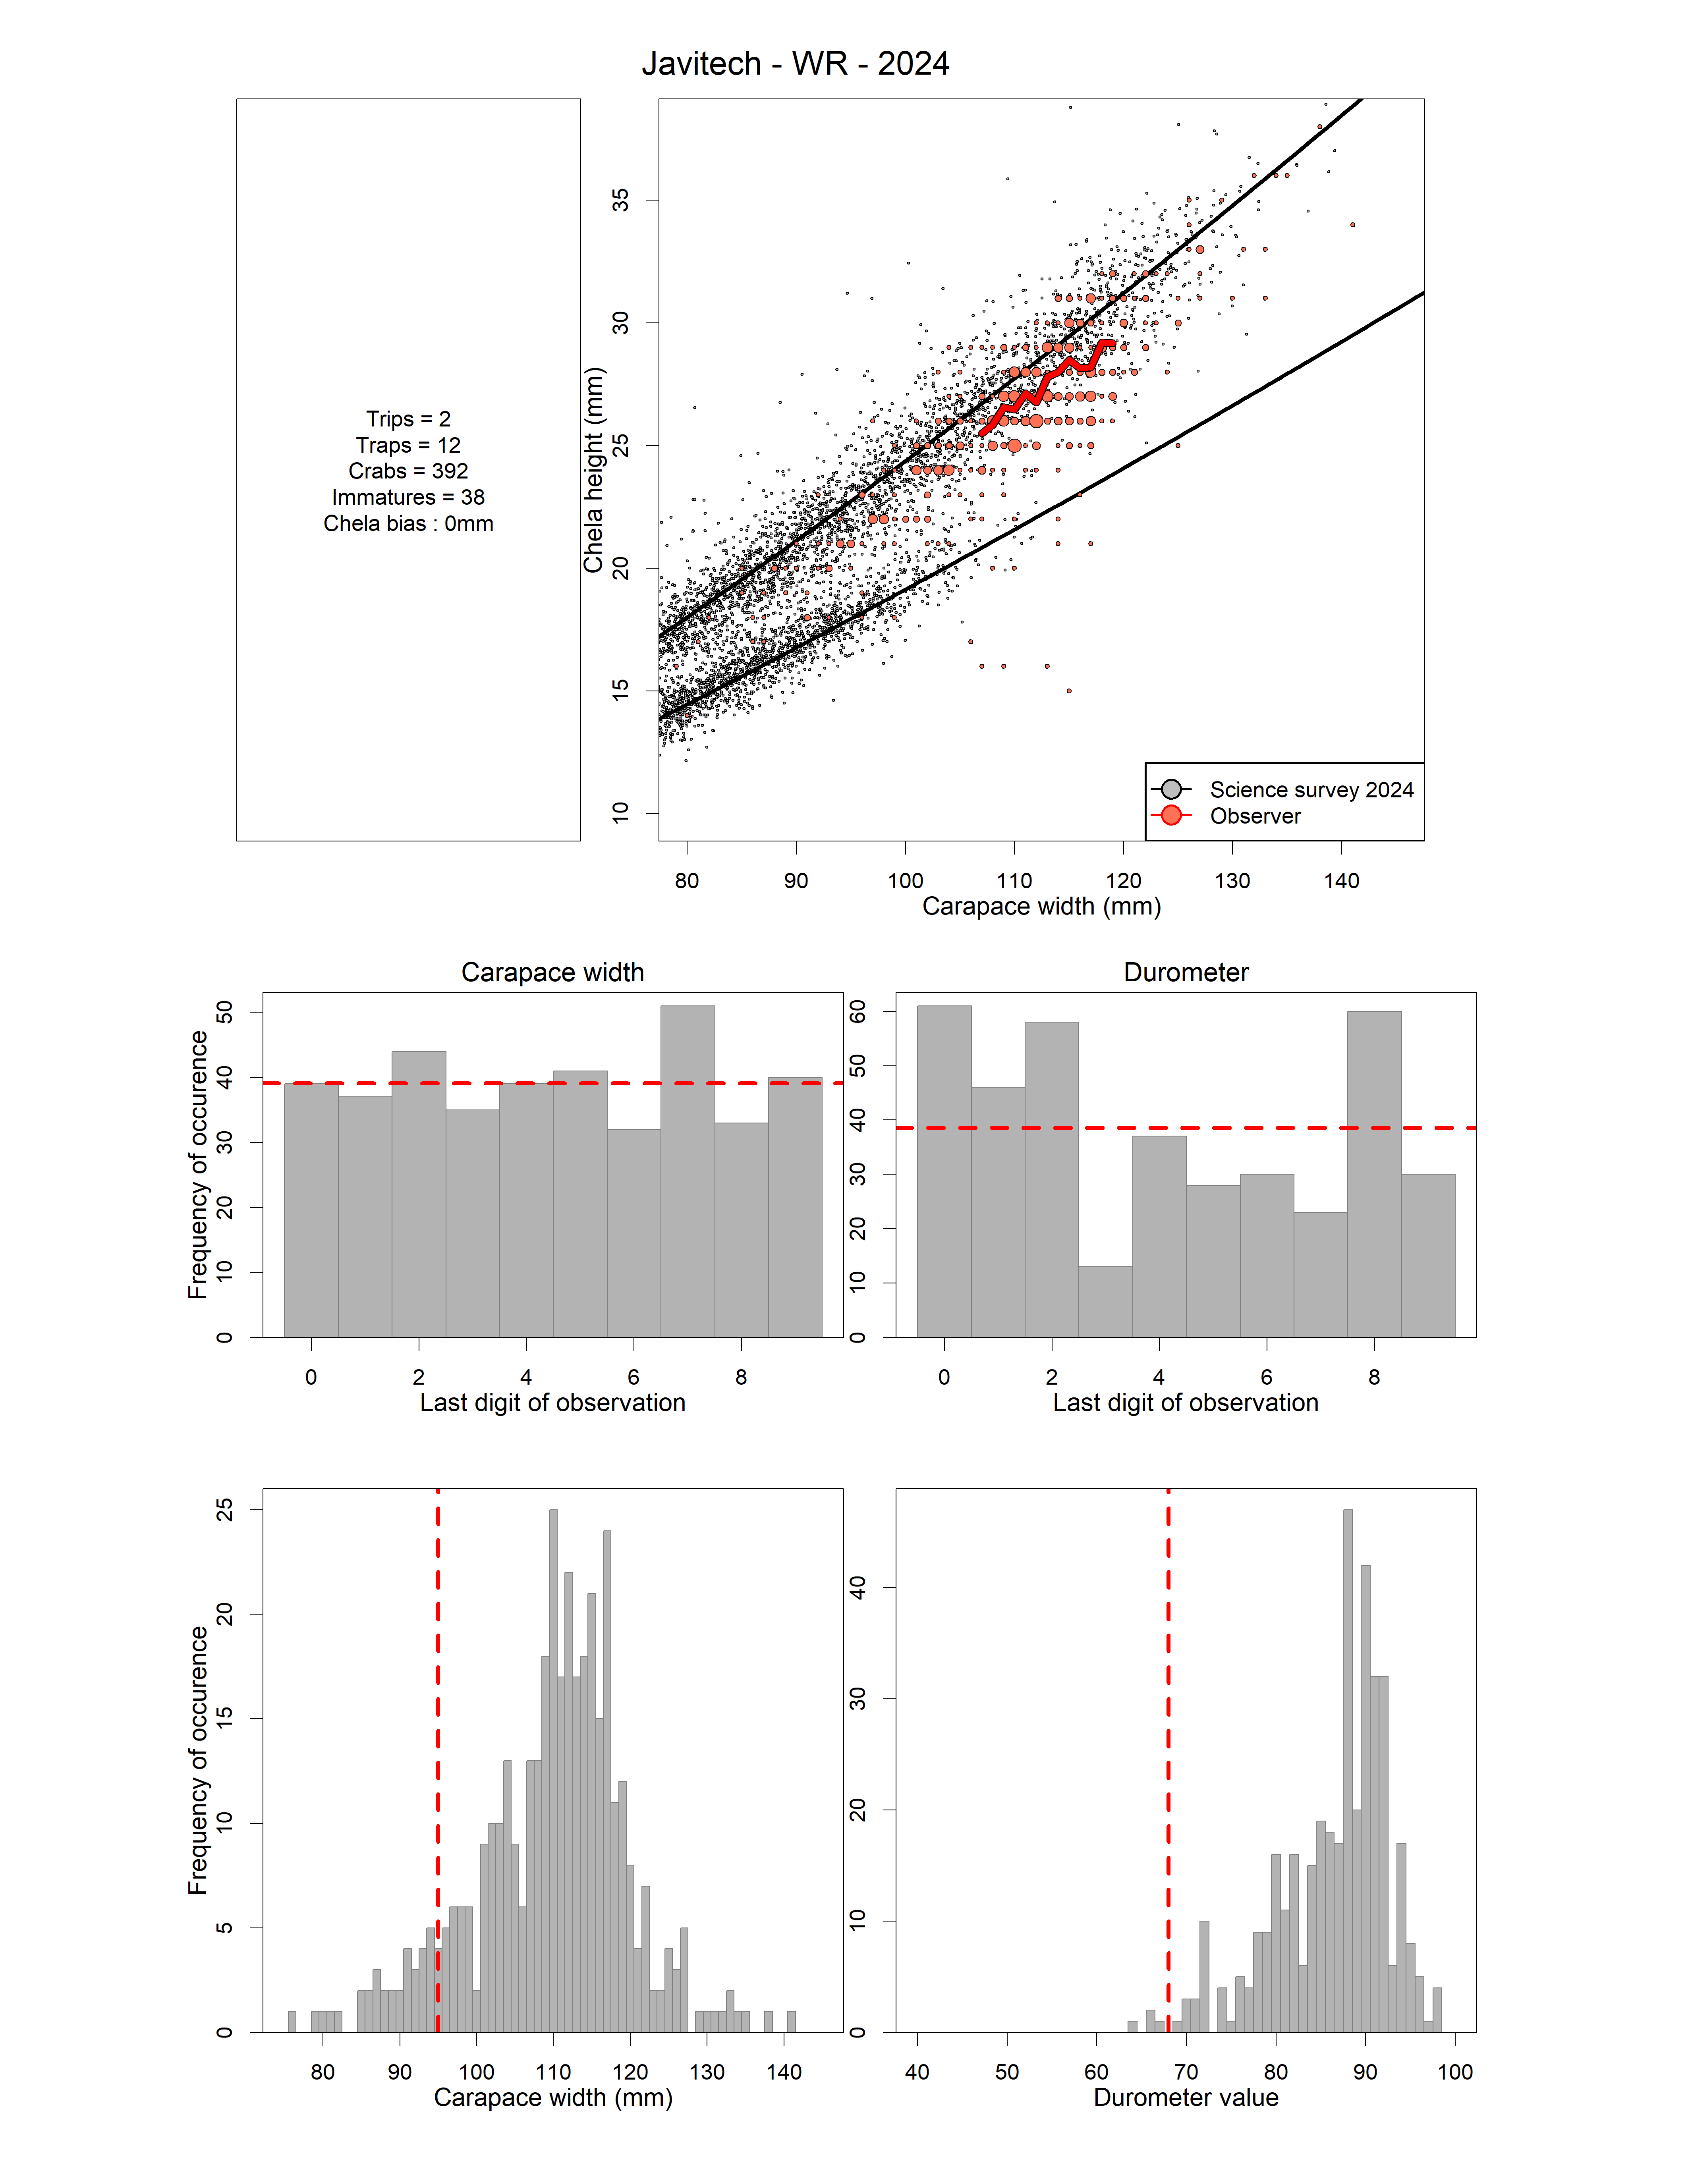 Javitech - WR - 2024
Trips = 2
Traps = 12
Crabs = 392
Immatures = 38
Chela bias : 0mm
Chela height (mm)
35
30
25
20
15
10
Science survey 2024
Observer
80 90 100 110 120 130 140
Carapace width (mm)
Carapace width
Frequency of occurence
50
40
30
20
10
0
0 2 4 6 8
Last digit of observation
Durometer
60
50
40
30
20
10
0
0 2 4 6 8
Last digit of observation
Frequency of occurence
25
20
15
10
5
0
80 90 100 110 120 130 140
Carapace width (mm)
40
30
20
10
0
40 50 60 70 80 90 100
Durometer value